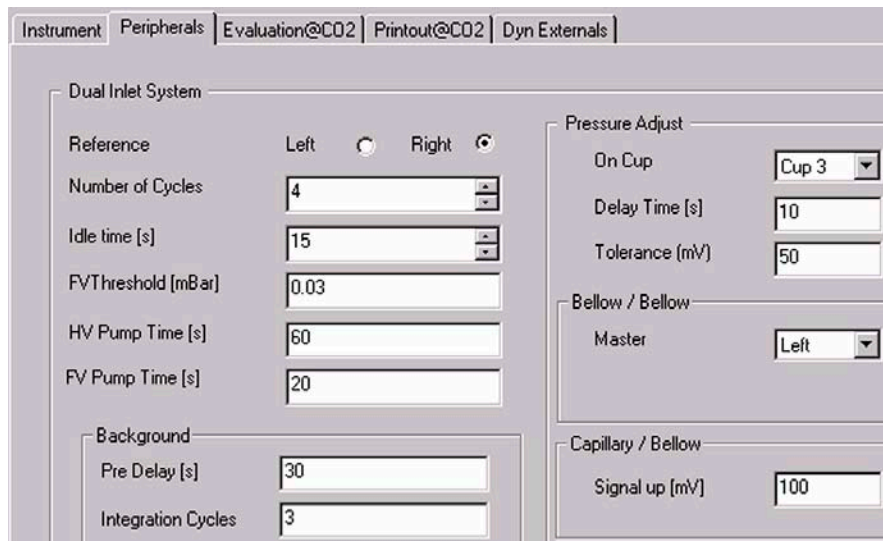 Instrument Peripherals Evaluation@CO2 Printout@CO2 Dyn Externals
Dual Inlet System
Reference Left Right
Number of Cycles 4
Idle time [s] 15
FVThreshold [mBar] 0.03
HV Pump Time [s] 60
FV Pump Time [s] 20
Background
Pre Delay [s] 30
Integration Cycles 3
Pressure Adjust
On Cup Cup 3
Delay Time [s] 10
Tolerance (mV) 50
Bellow / Bellow
Master Left
Capillary / Bellow
Signal up (mV) 100